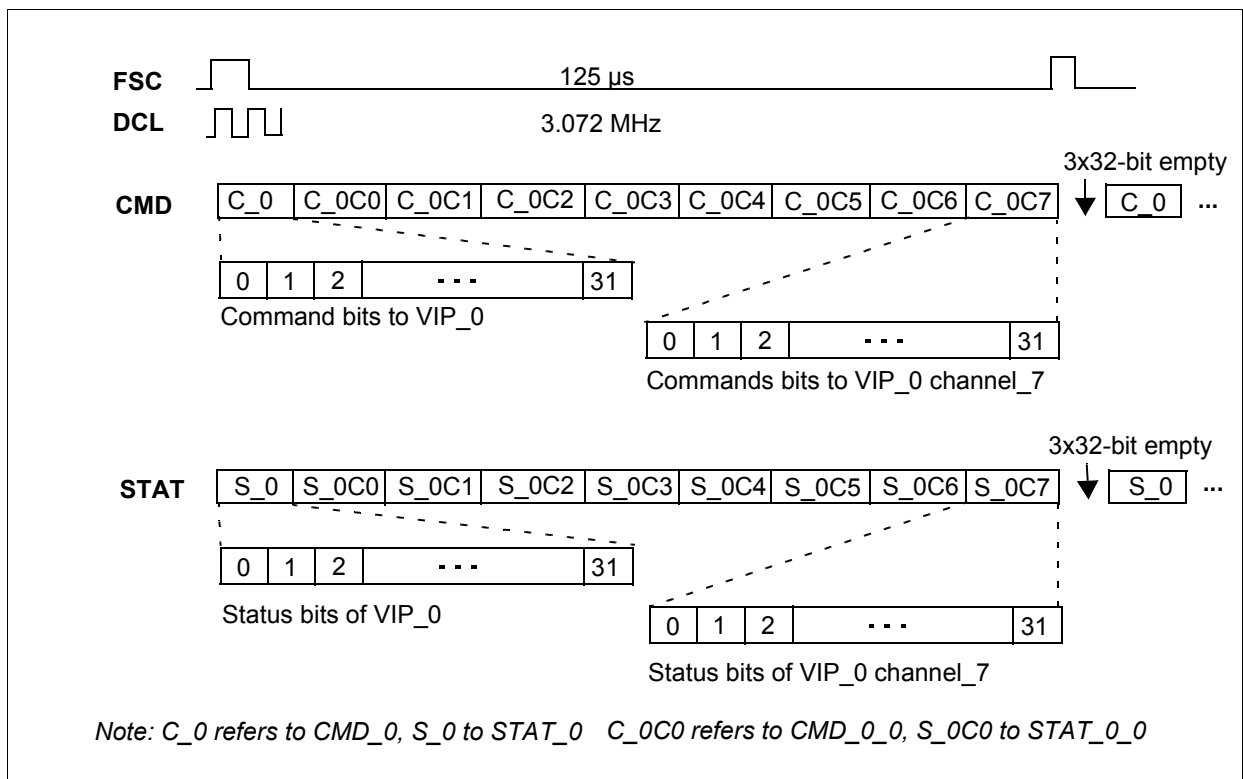 FSC 125 µs
DCL 3.072 MHz
3x32-bit empty
CMD C_0 C_0C0 C_0C1 C_0C2 C_0C3 C_0C4 C_0C5 C_0C6 C_0C7 C_0 ...
0 1 2 - - - 31
Command bits to VIP_0
0 1 2 - - - 31
Commands bits to VIP_0 channel_7
3x32-bit empty
STAT S_0 S_0C0 S_0C1 S_0C2 S_0C3 S_0C4 S_0C5 S_0C6 S_0C7 S_0 ...
0 1 2 - - - 31
Status bits of VIP_0
0 1 2 - - - 31
Status bits of VIP_0 channel_7
Note: C_0 refers to CMD_0, S_0 to STAT_0 C_0C0 refers to CMD_0_0, S_0C0 to STAT_0_0